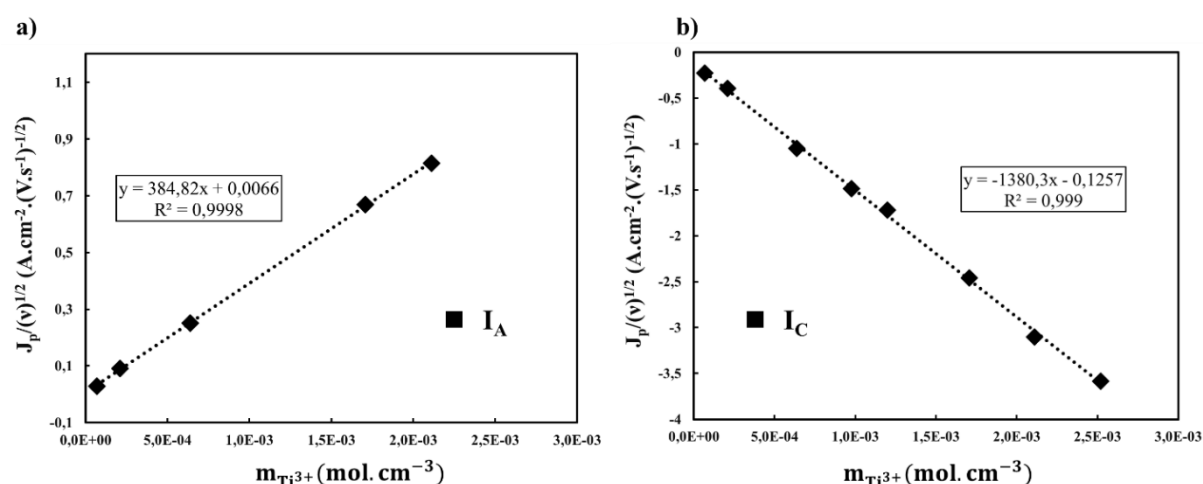 a)
J_p/(ν)^{1/2} (A.cm⁻².(V.s⁻¹)⁻¹/²)
1,1
0,9
0,7
0,5
0,3
0,1
-0,1
y = 384,82x + 0,0066
R² = 0,9998
I_A
0,0E+00 5,0E-04 1,0E-03 1,5E-03 2,0E-03 2,5E-03 3,0E-03
m_{Ti³⁺}(mol.cm⁻³)
b)
J_p/(ν)^{1/2} (A.cm⁻².(V.s⁻¹)⁻¹/²)
0
-0,5
-1
-1,5
-2
-2,5
-3
-3,5
-4
y = -1380,3x - 0,1257
R² = 0,999
I_C
0,0E+00 5,0E-04 1,0E-03 1,5E-03 2,0E-03 2,5E-03 3,0E-03
m_{Ti³⁺}(mol.cm⁻³)